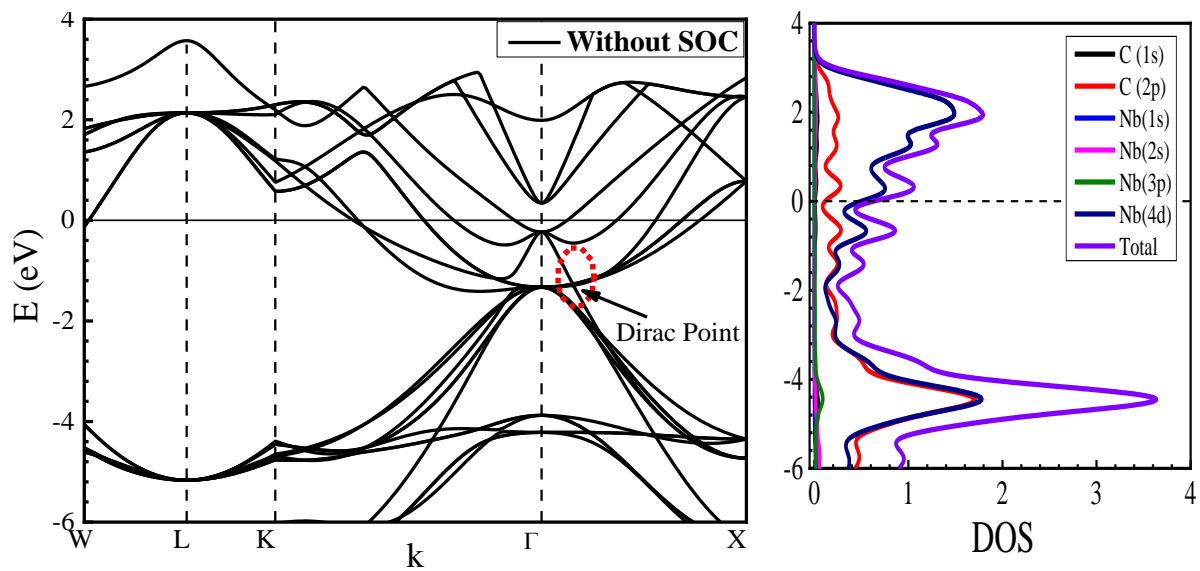 4
2
0
-2
-4
-6
E (eV)
Without SOC
Dirac Point
W
L
K
k
Γ
X
4
2
0
-2
-4
-6
C (1s)
C (2p)
Nb(1s)
Nb(2s)
Nb(3p)
Nb(4d)
Total
0
1
2
3
4
DOS